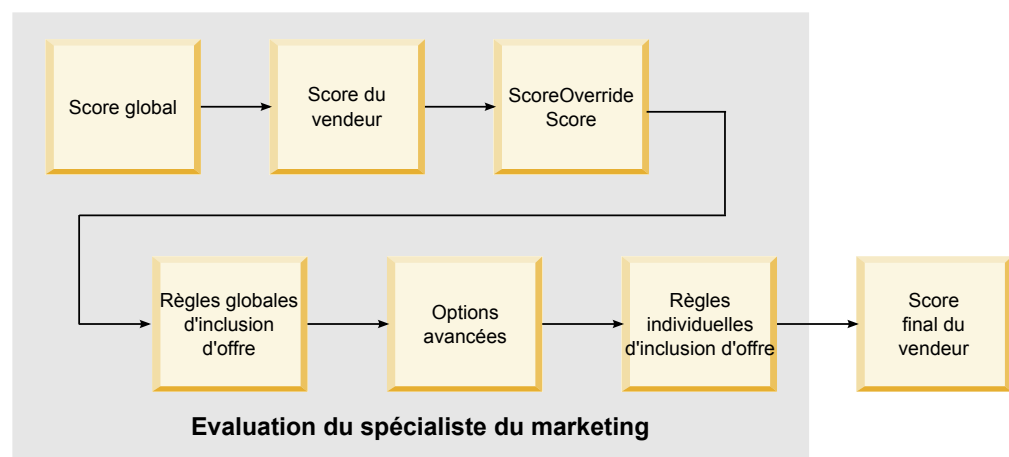 Score global
Score du
vendeur
ScoreOverride
Score
Règles globales
d'inclusion
d'offre
Options
avancées
Règles
individuelles
d'inclusion d'offre
Score
final du
vendeur
Evaluation du spécialiste du marketing